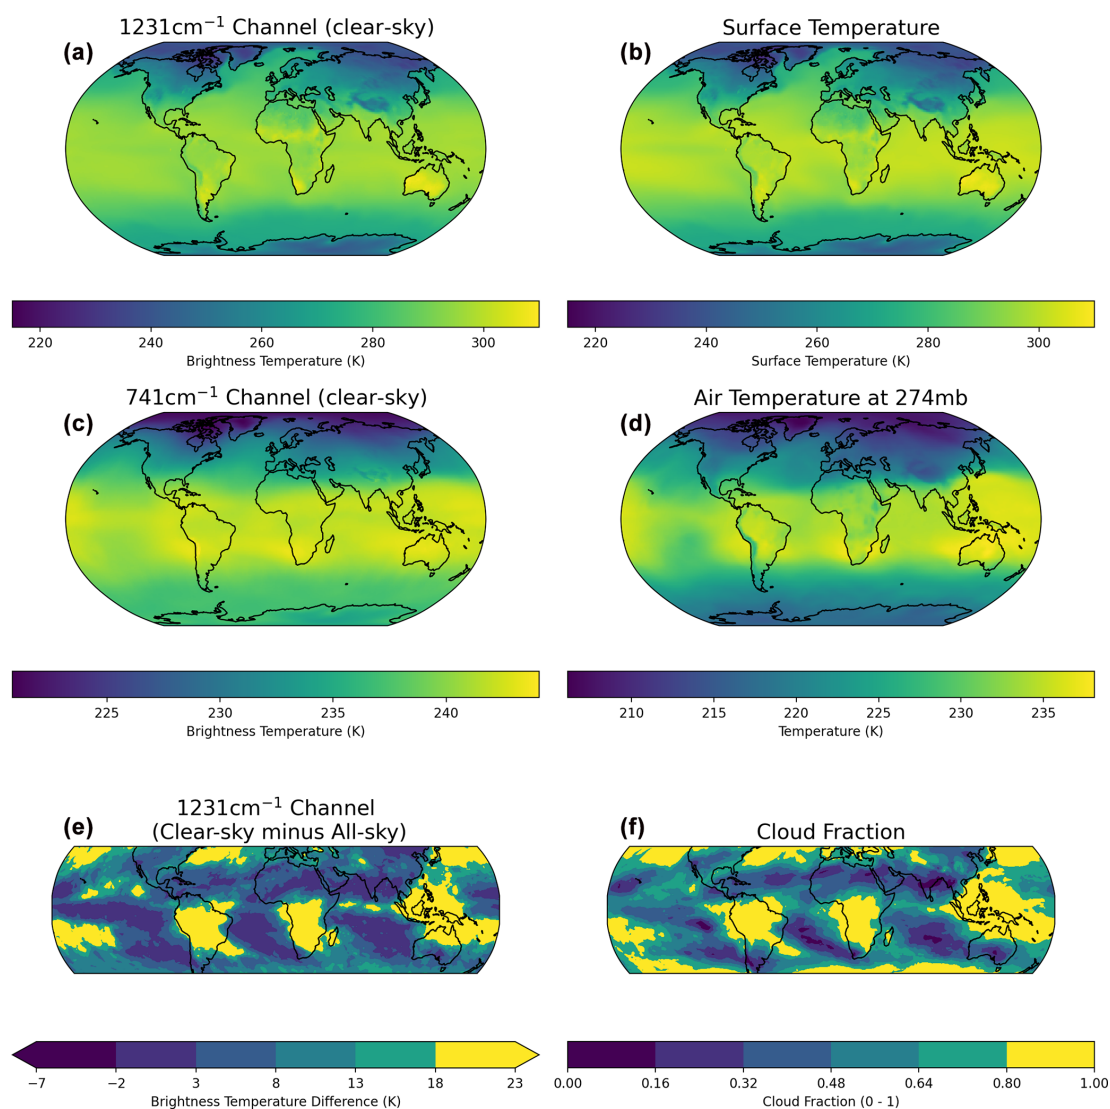 1231cm⁻¹ Channel (clear-sky)
(a)
220 240 260 280 300
Brightness Temperature (K)
Surface Temperature
(b)
220 240 260 280 300
Surface Temperature (K)
741cm⁻¹ Channel (clear-sky)
(c)
225 230 235 240
Brightness Temperature (K)
Air Temperature at 274mb
(d)
210 215 220 225 230 235
Temperature (K)
1231cm⁻¹ Channel
(Clear-sky minus All-sky)
(e)
−7 −2 3 8 13 18 23
Brightness Temperature Difference (K)
Cloud Fraction
(f)
0.00 0.16 0.32 0.48 0.64 0.80 1.00
Cloud Fraction (0 - 1)